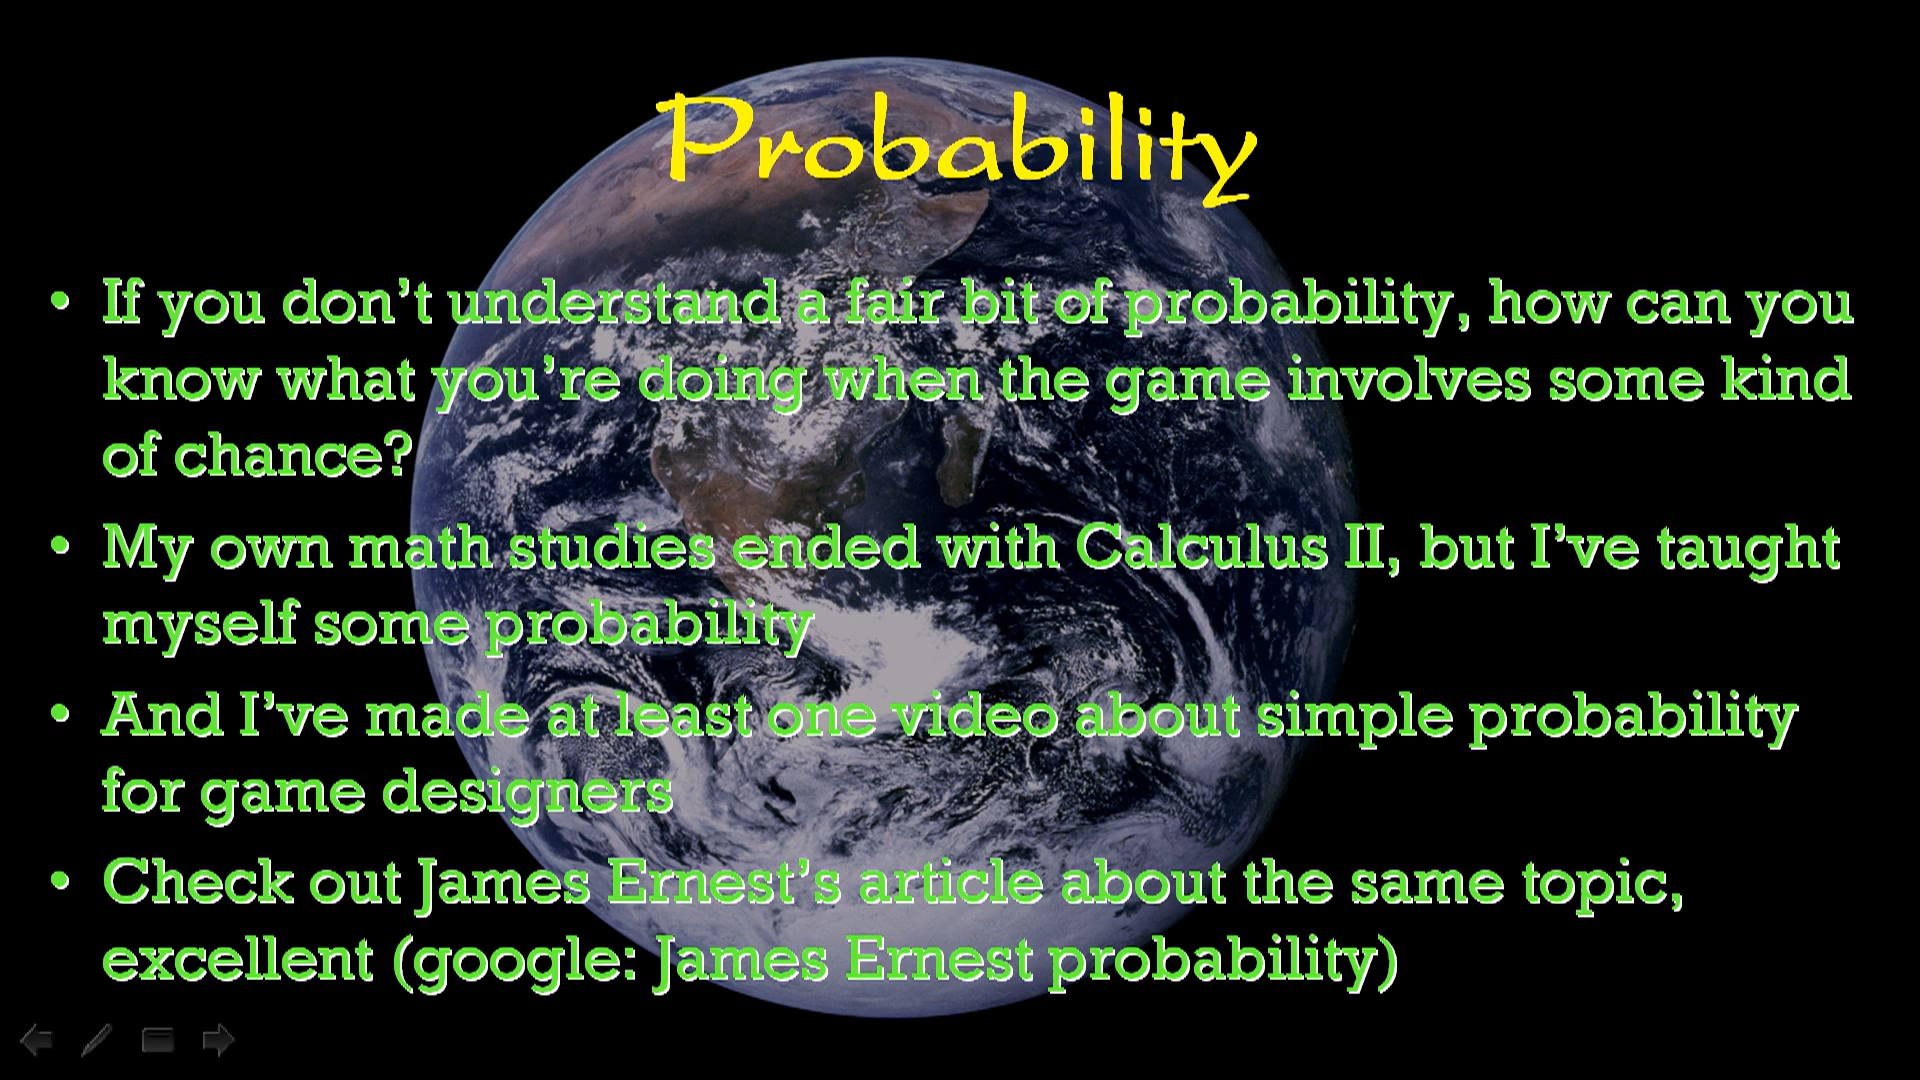 Probability
• If you don’t understand a fair bit of probability, how can you
know what you’re doing when the game involves some kind
of chance?
• My own math studies ended with Calculus II, but I’ve taught
myself some probability
• And I’ve made at least one video about simple probability
for game designers
• Check out James Ernest’s article about the same topic,
excellent (google: James Ernest probability)